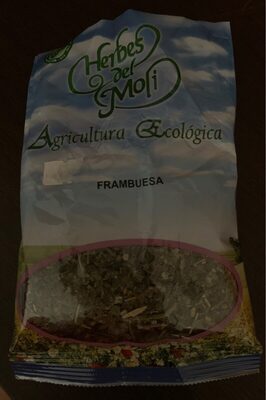 Herbes
del
Molí
Agricultura Ecológica
FRAMBUESA